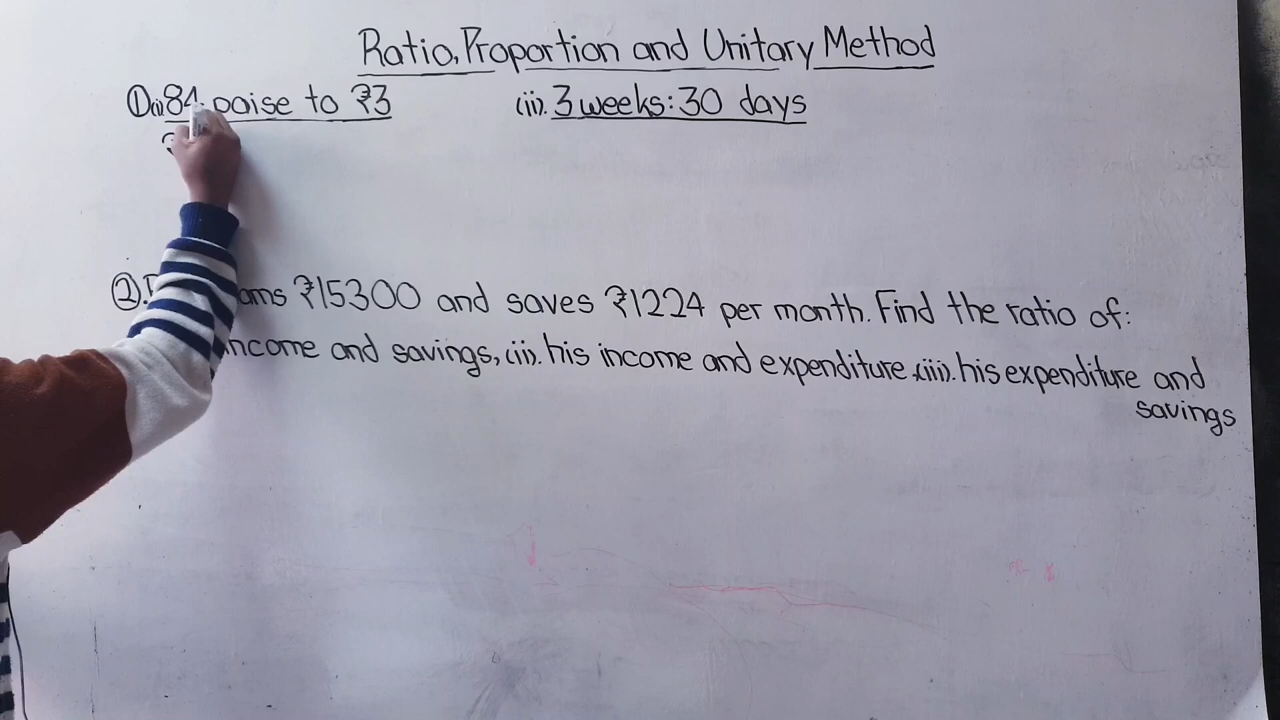 Ratio, Proportion and Unitary Method
①(i) 84 paise to ₹3 (ii). 3 weeks: 30 days
②. ₹15300 and saves ₹1224 per month. Find the ratio of:
income and savings, (ii). his income and expenditure (iii). his expenditure and
savings